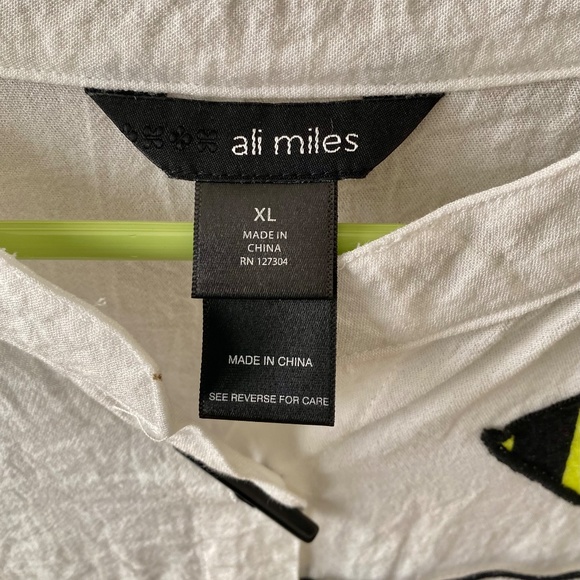 ali miles
XL
MADE IN
CHINA
RN 127304
MADE IN CHINA
SEE REVERSE FOR CARE